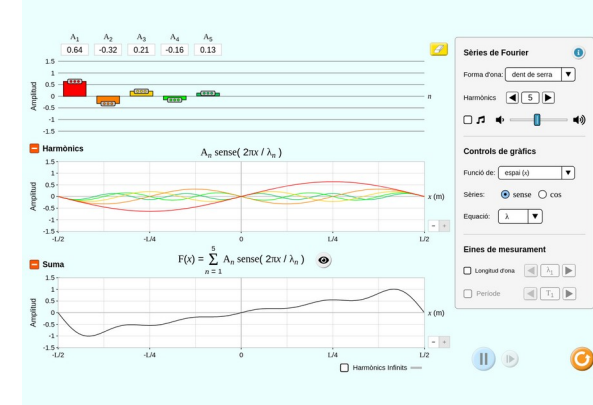 A1 A2 A3 A4 A5
0.64 -0.32 0.21 -0.16 0.13
Amplitud
1.5
1
0.5
0
-0.5
-1
-1.5
n
Harmònics
An sense( 2πx / λn )
Amplitud
1.5
1
0.5
0
-0.5
-1
-1.5
x (m)
-L/2 -L/4 0 L/4 L/2
Suma
5
F(x) = Σ An sense( 2πx / λn )
n = 1
Amplitud
1.5
1
0.5
0
-0.5
-1
-1.5
x (m)
-L/2 -L/4 0 L/4 L/2
Harmònics Infinits
Sèries de Fourier
Forma d'ona: dent de serra
Harmònics 5
Controls de gràfics
Funció de: espai (x)
Sèries: sense cos
Equació: λ
Eines de mesurament
Longitud d'ona λ1
Període T1